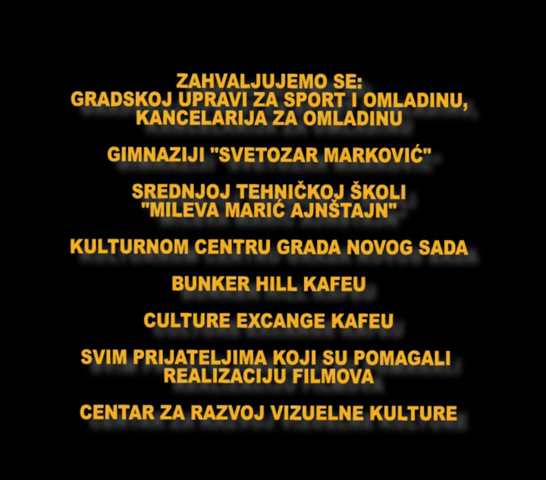 ZAHVALJUJEMO SE:
GRADSKOJ UPRAVI ZA SPORT I OMLADINU,
KANCELARIJA ZA OMLADINU
GIMNAZIJI "SVETOZAR MARKOVIĆ"
SREDNJOJ TEHNIČKOJ ŠKOLI
"MILEVA MARIĆ AJNŠTAJN"
KULTURNOM CENTRU GRADA NOVOG SADA
BUNKER HILL KAFEU
CULTURE EXCANGE KAFEU
SVIM PRIJATELJIMA KOJI SU POMAGALI
REALIZACIJU FILMOVA
CENTAR ZA RAZVOJ VIZUELNE KULTURE